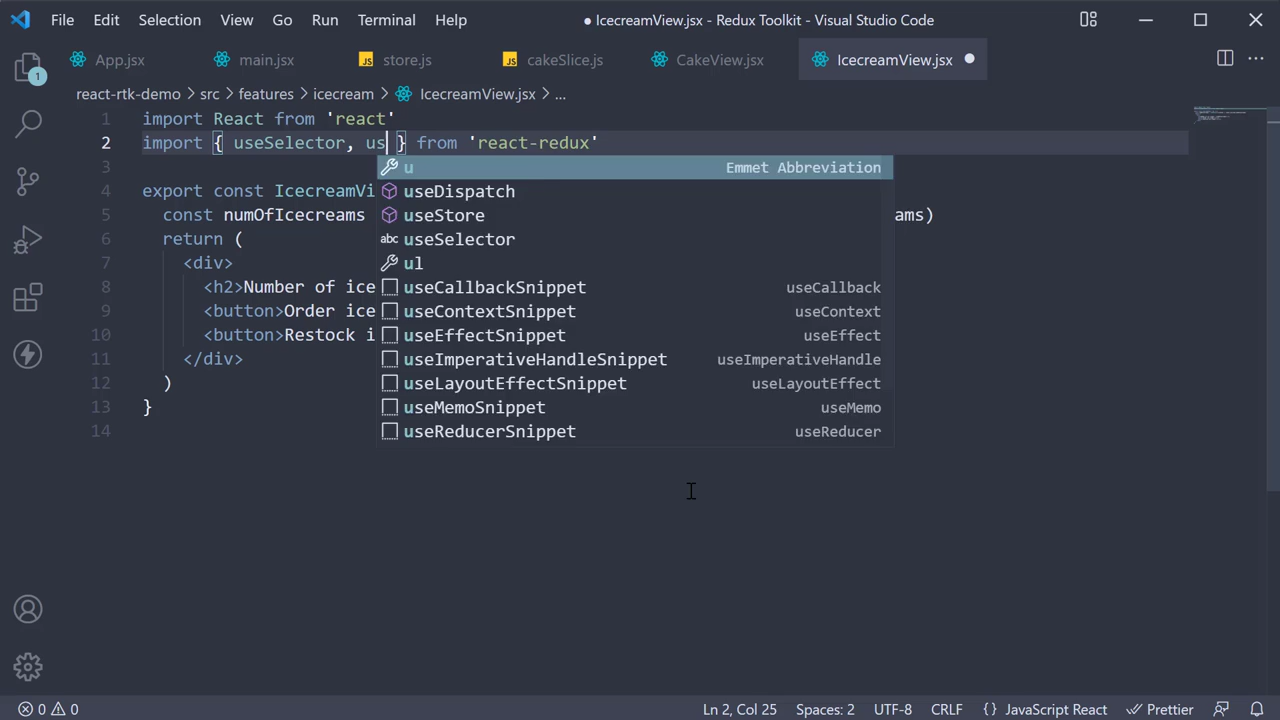 File Edit Selection View Go Run Terminal Help ● IcecreamView.jsx - Redux Toolkit - Visual Studio Code
App.jsx main.jsx JS store.js JS cakeSlice.js CakeView.jsx IcecreamView.jsx ●
react-rtk-demo > src > features > icecream > IcecreamView.jsx > ...
1 import React from 'react'
2 import { useSelector, us } from 'react-redux'
3 u Emmet Abbreviation
4 export const IcecreamVi useDispatch
5 const numOfIcecreams useStore ams)
6 return ( abc useSelector
7 <div> ul
8 <h2>Number of ice useCallbackSnippet useCallback
9 <button>Order ice useContextSnippet useContext
10 <button>Restock i useEffectSnippet useEffect
11 </div> useImperativeHandleSnippet useImperativeHandle
12 ) useLayoutEffectSnippet useLayoutEffect
13 } useMemoSnippet useMemo
14 useReducerSnippet useReducer
1
0 0 Ln 2, Col 25 Spaces: 2 UTF-8 CRLF {} JavaScript React Prettier